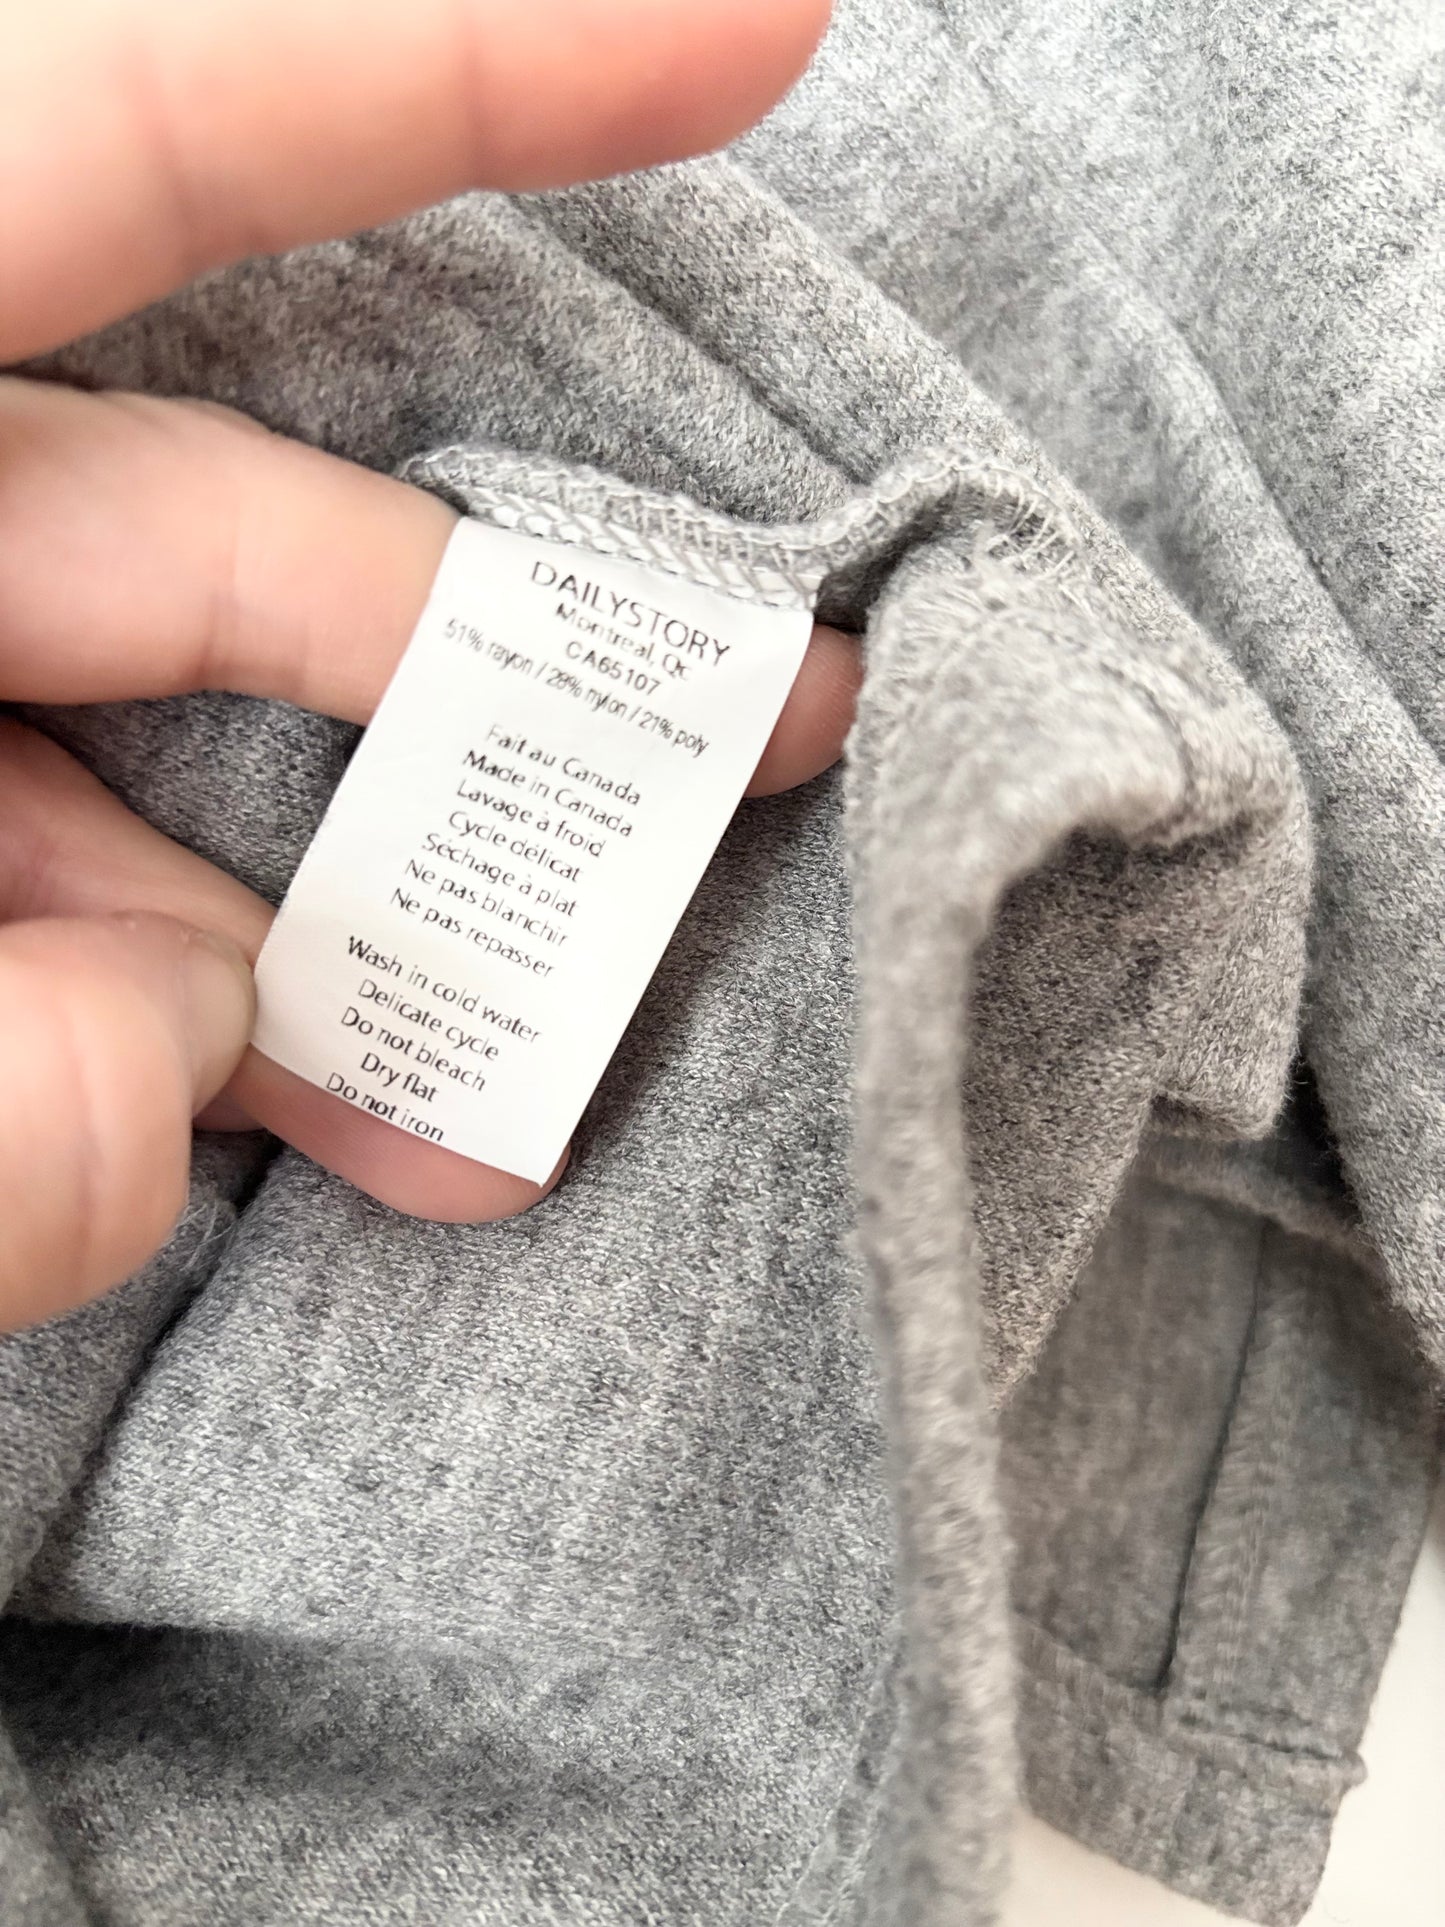 DAILYSTORY
Montreal, Qc
CA65107
51% rayon / 28% nylon / 21% poly
Fait au Canada
Made in Canada
Lavage à froid
Cycle délicat
Séchage à plat
Ne pas blanchir
Ne pas repasser
Wash in cold water
Delicate cycle
Do not bleach
Dry flat
Do not iron